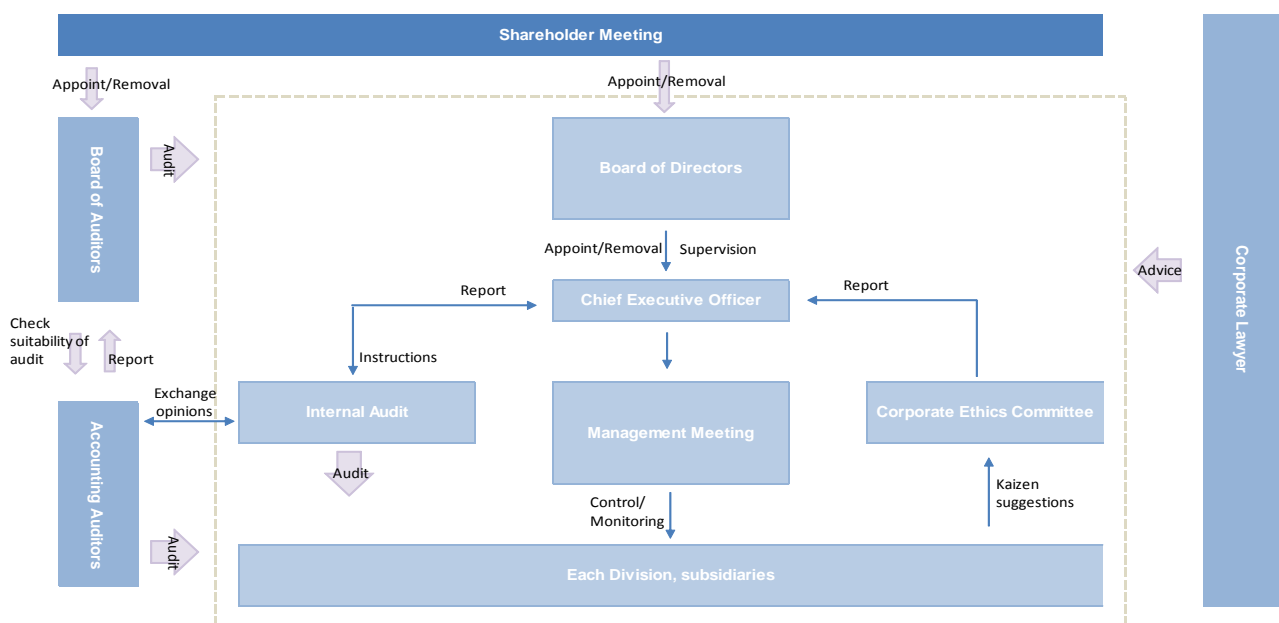 Shareholder Meeting
Appoint/Removal
Appoint/Removal
Board of Auditors
Audit
Board of Directors
Corporate Lawyer
Advice
Appoint/Removal
Supervision
Report
Chief Executive Officer
Report
Check
suitability of
audit
Report
Instructions
Exchange
opinions
Internal Audit
Management Meeting
Corporate Ethics Committee
Accounting Auditors
Audit
Control/
Monitoring
Kaizen
suggestions
Audit
Each Division, subsidiaries